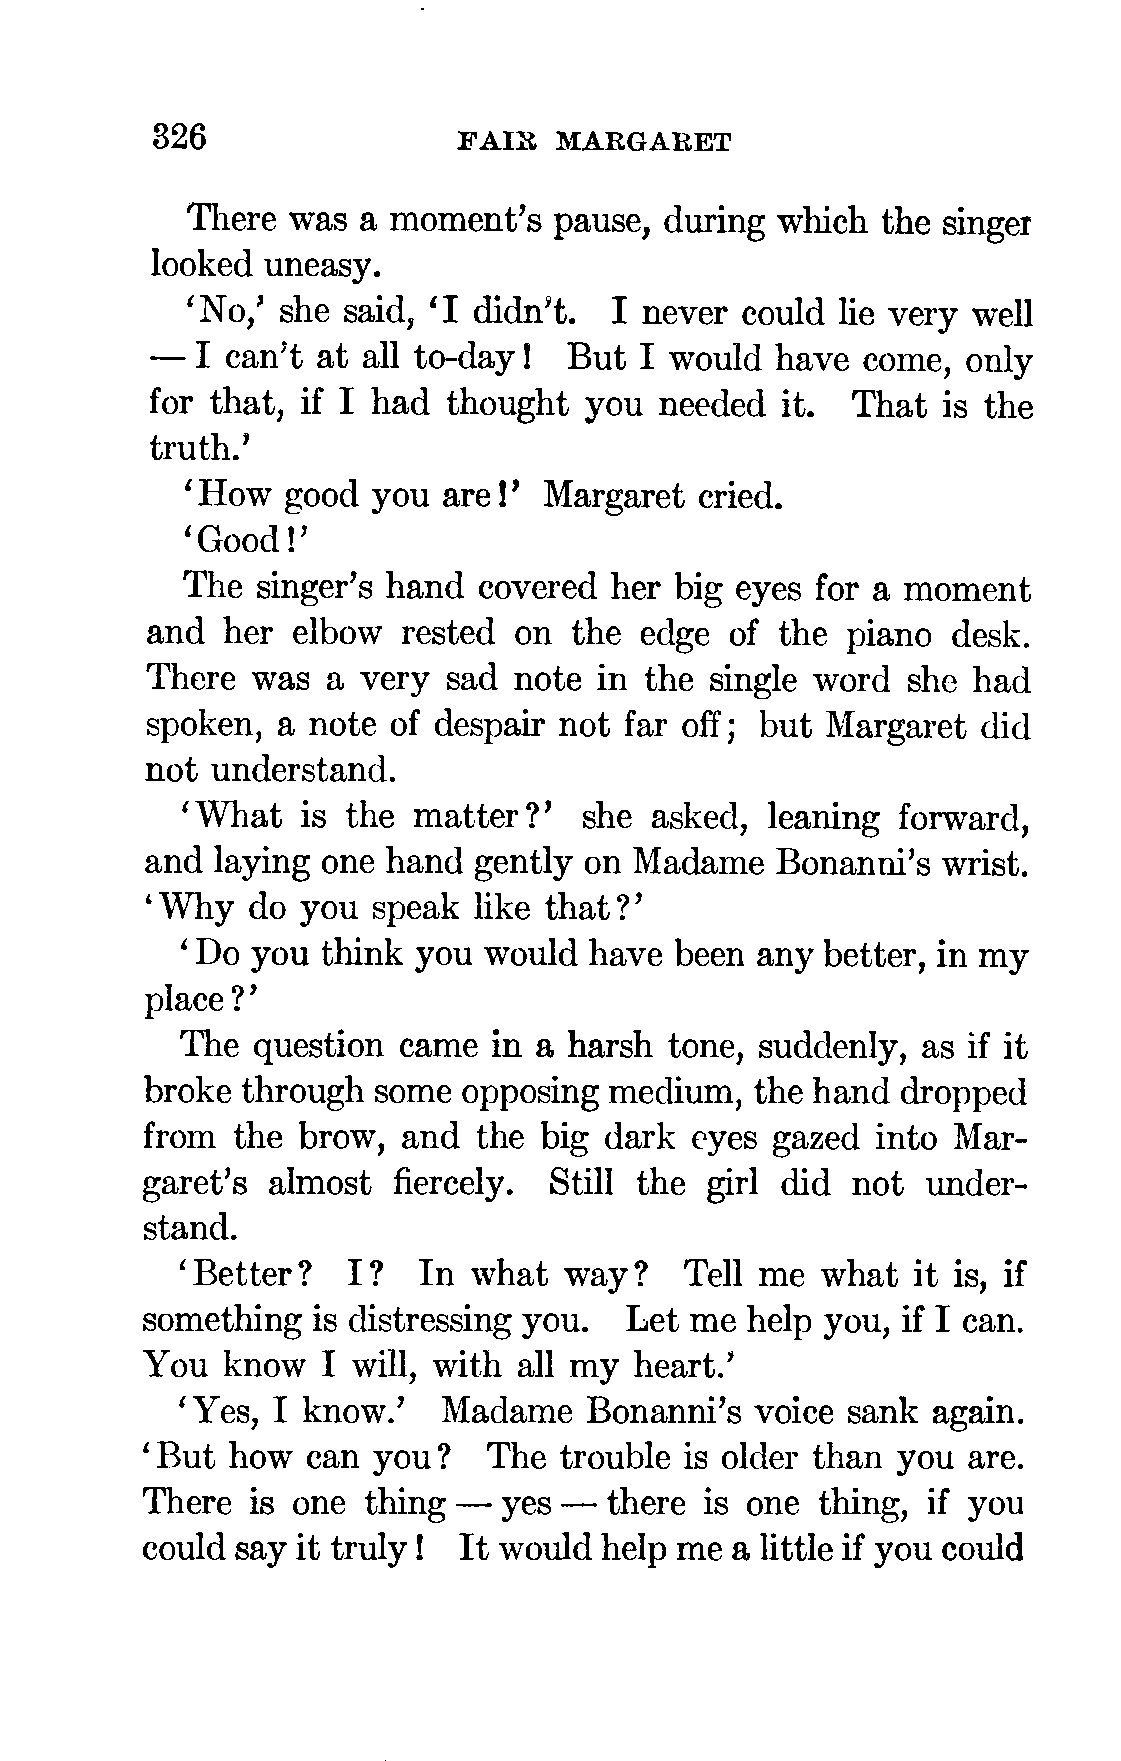 326 FAIR MARGARET
There was a moment's pause, during which the singer
looked uneasy.
'No,' she said, 'I didn't. I never could lie very well
— I can't at all to-day! But I would have come, only
for that, if I had thought you needed it. That is the
truth.'
'How good you are!' Margaret cried.
'Good!'
The singer's hand covered her big eyes for a moment
and her elbow rested on the edge of the piano desk.
There was a very sad note in the single word she had
spoken, a note of despair not far off; but Margaret did
not understand.
'What is the matter?' she asked, leaning forward,
and laying one hand gently on Madame Bonanni's wrist.
'Why do you speak like that?'
'Do you think you would have been any better, in my
place?'
The question came in a harsh tone, suddenly, as if it
broke through some opposing medium, the hand dropped
from the brow, and the big dark eyes gazed into Mar-
garet's almost fiercely. Still the girl did not under-
stand.
'Better? I? In what way? Tell me what it is, if
something is distressing you. Let me help you, if I can.
You know I will, with all my heart.'
'Yes, I know.' Madame Bonanni's voice sank again.
'But how can you? The trouble is older than you are.
There is one thing — yes — there is one thing, if you
could say it truly! It would help me a little if you could